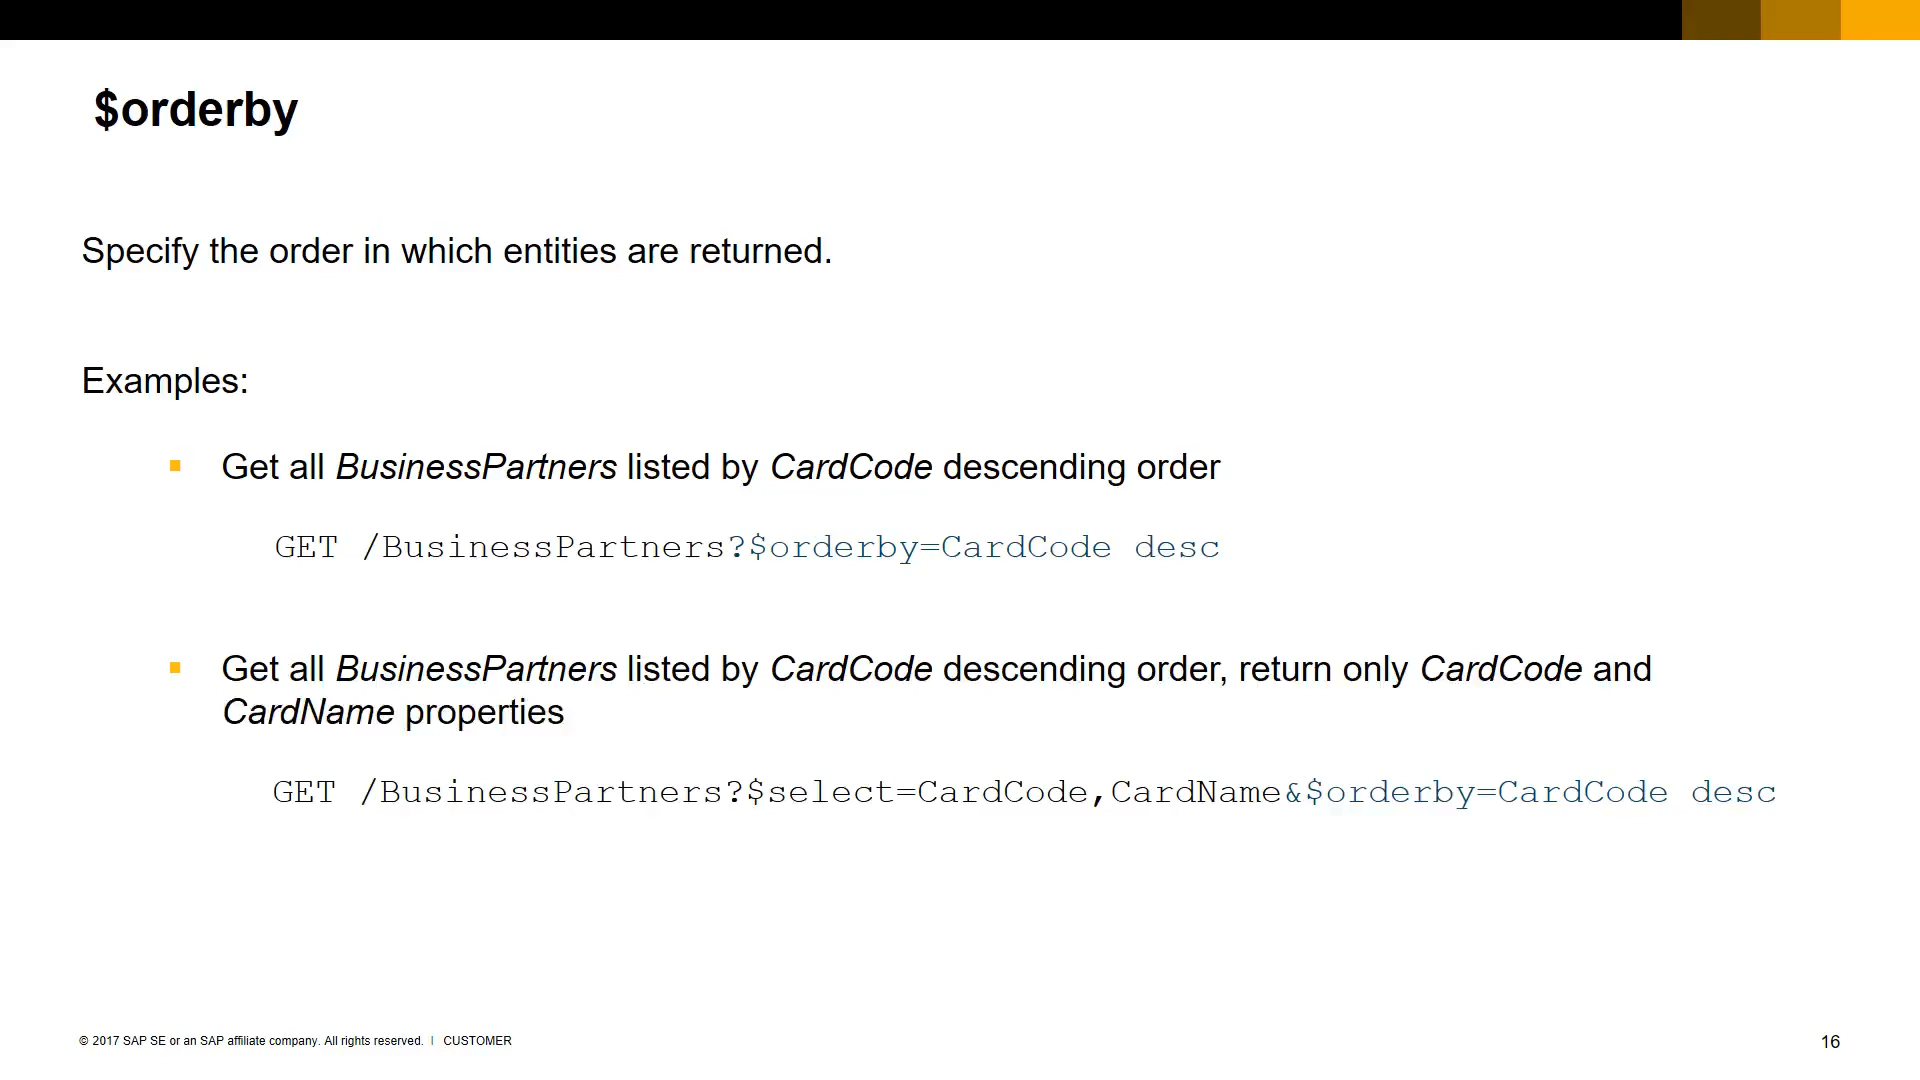 $orderby
Specify the order in which entities are returned.
Examples:
▪ Get all BusinessPartners listed by CardCode descending order
GET /BusinessPartners?$orderby=CardCode desc
▪ Get all BusinessPartners listed by CardCode descending order, return only CardCode and
CardName properties
GET /BusinessPartners?$select=CardCode,CardName&$orderby=CardCode desc
© 2017 SAP SE or an SAP affiliate company. All rights reserved. | CUSTOMER
16